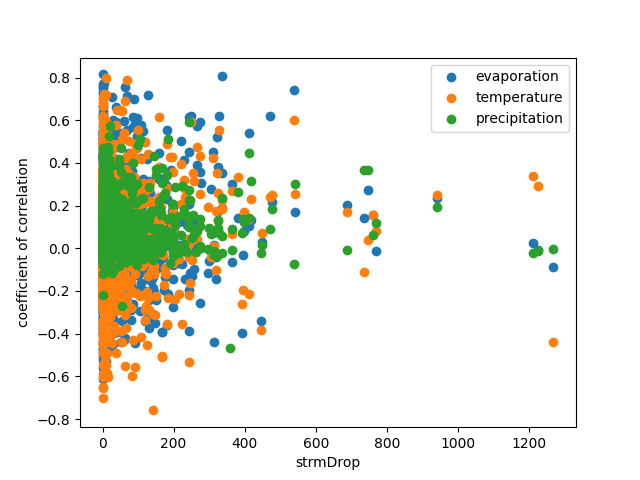 evaporation
temperature
precipitation
0.8
0.6
0.4
0.2
0.0
−0.2
−0.4
−0.6
−0.8
coefficient of correlation
0 200 400 600 800 1000 1200
strmDrop